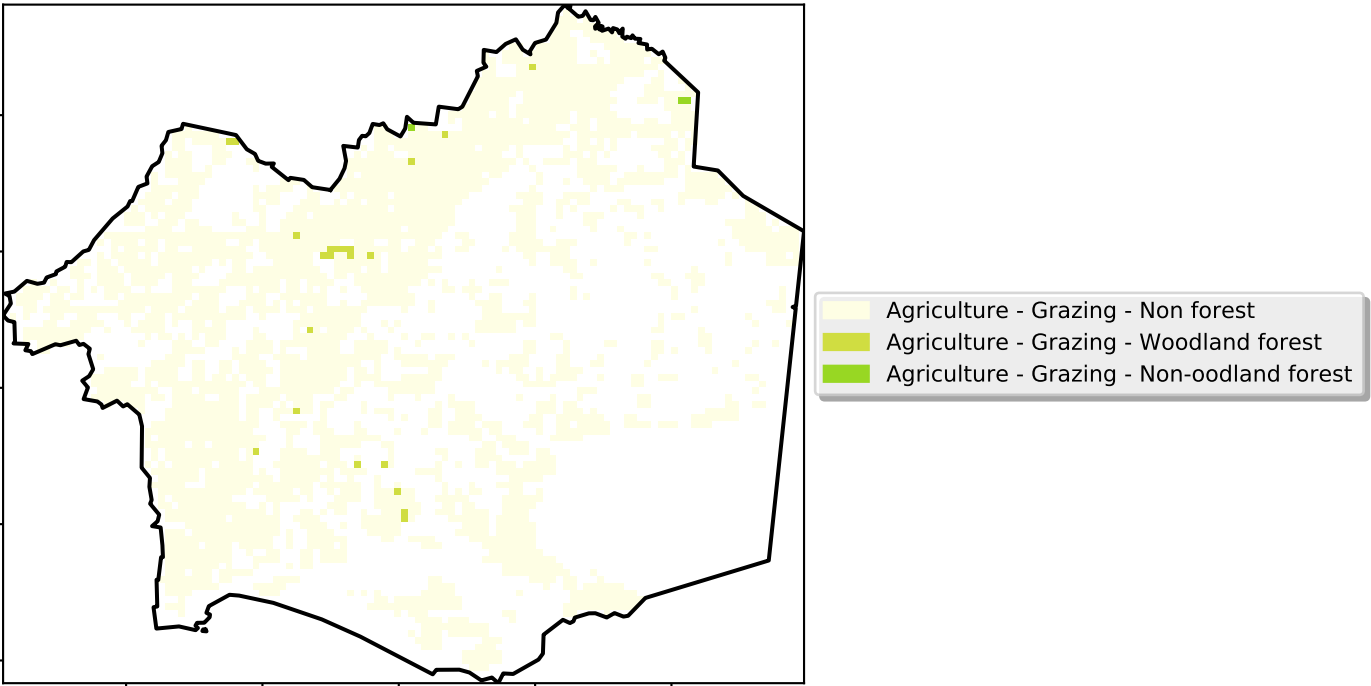 Agriculture - Grazing - Non forest
Agriculture - Grazing - Woodland forest
Agriculture - Grazing - Non-oodland forest